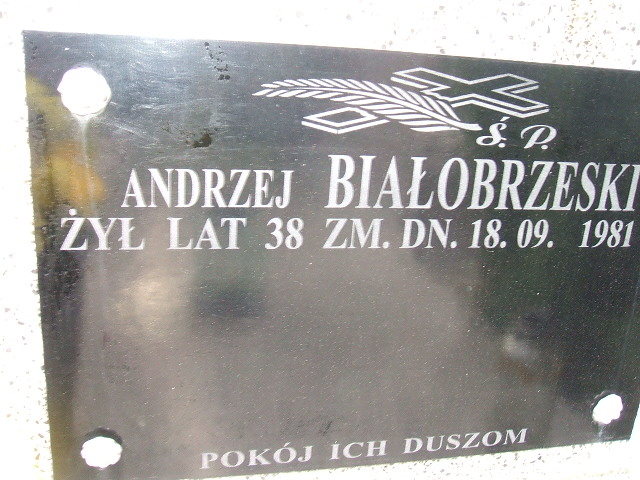 Ś. P.
ANDRZEJ BIAŁOBRZESKI
ŻYŁ LAT 38 ZM. DN. 18. 09. 1981
POKÓJ ICH DUSZOM